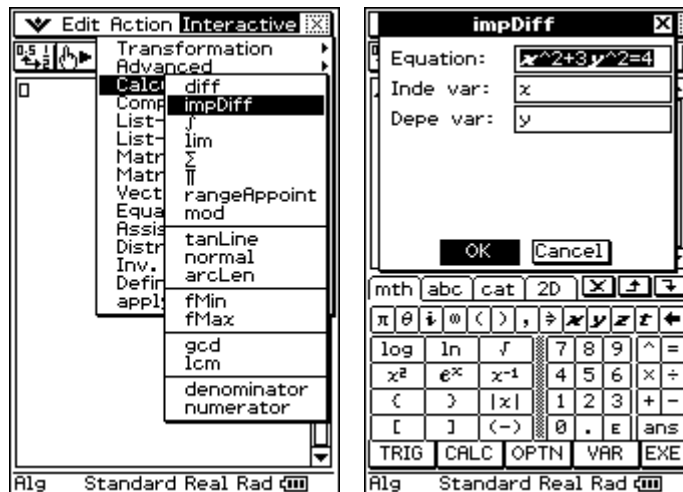 Edit Action Interactive
Transformation
Advanced
Calc
diff
Comp
impDiff
List-
∫
List-
lim
Matr
Σ
Matr
Π
Vect
rangeAppoint
Equa
mod
Assis
tanLine
Distr
normal
Inv.
arcLen
Defin
fMin
appl
fMax
gcd
lcm
denominator
numerator
Alg Standard Real Rad
impDiff
Equation: x^2+3y^2=4
Inde var: x
Depe var: y
OK Cancel
mth abc cat 2D
π θ i ∞ ( ) , ⇒ x y z t ←
log ln √ 7 8 9 ^ =
x² eˣ x⁻¹ 4 5 6 × ÷
( ) |x| 1 2 3 + −
[ ] (−) 0 . E ans
TRIG CALC OPTN VAR EXE
Alg Standard Real Rad